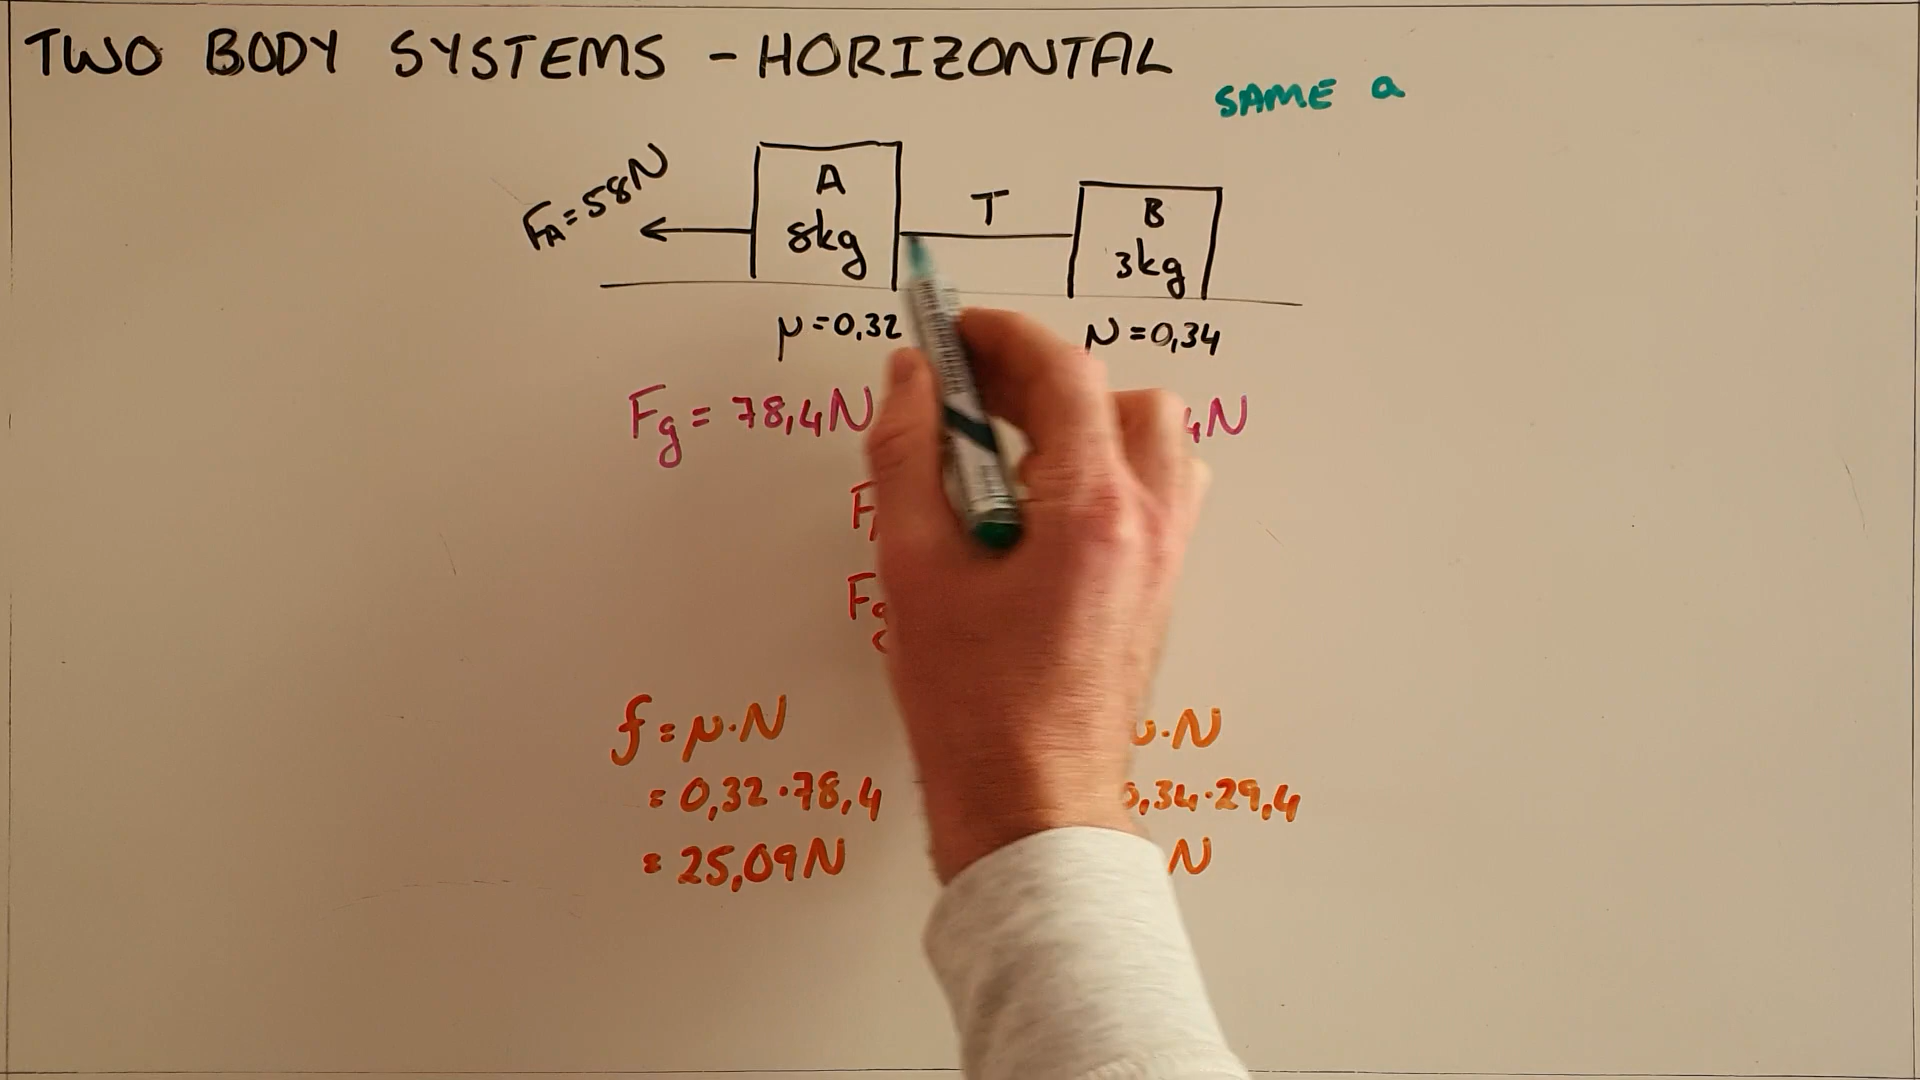 TWO BODY SYSTEMS - HORIZONTAL
SAME a
FA=58N
A
8kg
T
B
3kg
μ=0,32
μ=0,34
Fg = 78,4N
4N
f = μ·N
= 0,32·78,4
= 25,09N
μ·N
0,34·29,4
N